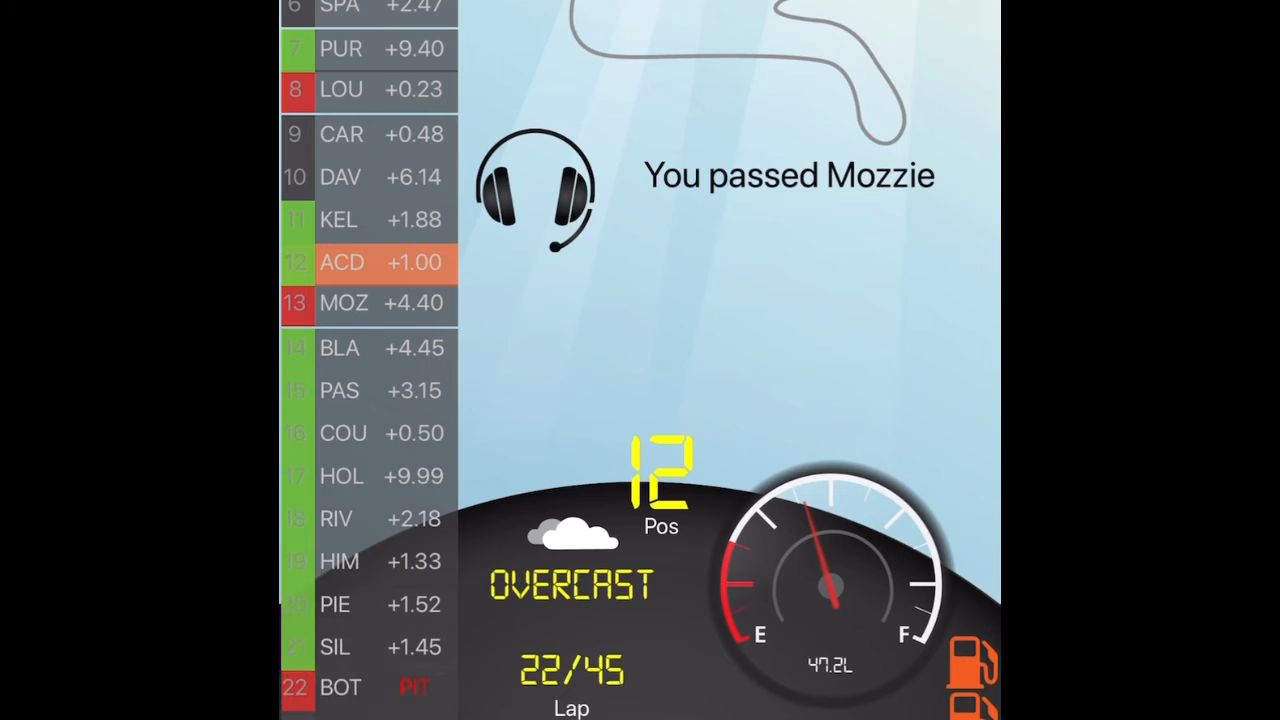 6 SPA +2.47
7 PUR +9.40
8 LOU +0.23
9 CAR +0.48
10 DAV +6.14
11 KEL +1.88
12 ACD +1.00
13 MOZ +4.40
14 BLA +4.45
15 PAS +3.15
16 COU +0.50
17 HOL +9.99
18 RIV +2.18
19 HIM +1.33
20 PIE +1.52
21 SIL +1.45
22 BOT PIT
You passed Mozzie
12
Pos
OVERCAST
22/45
Lap
E F
47.2L